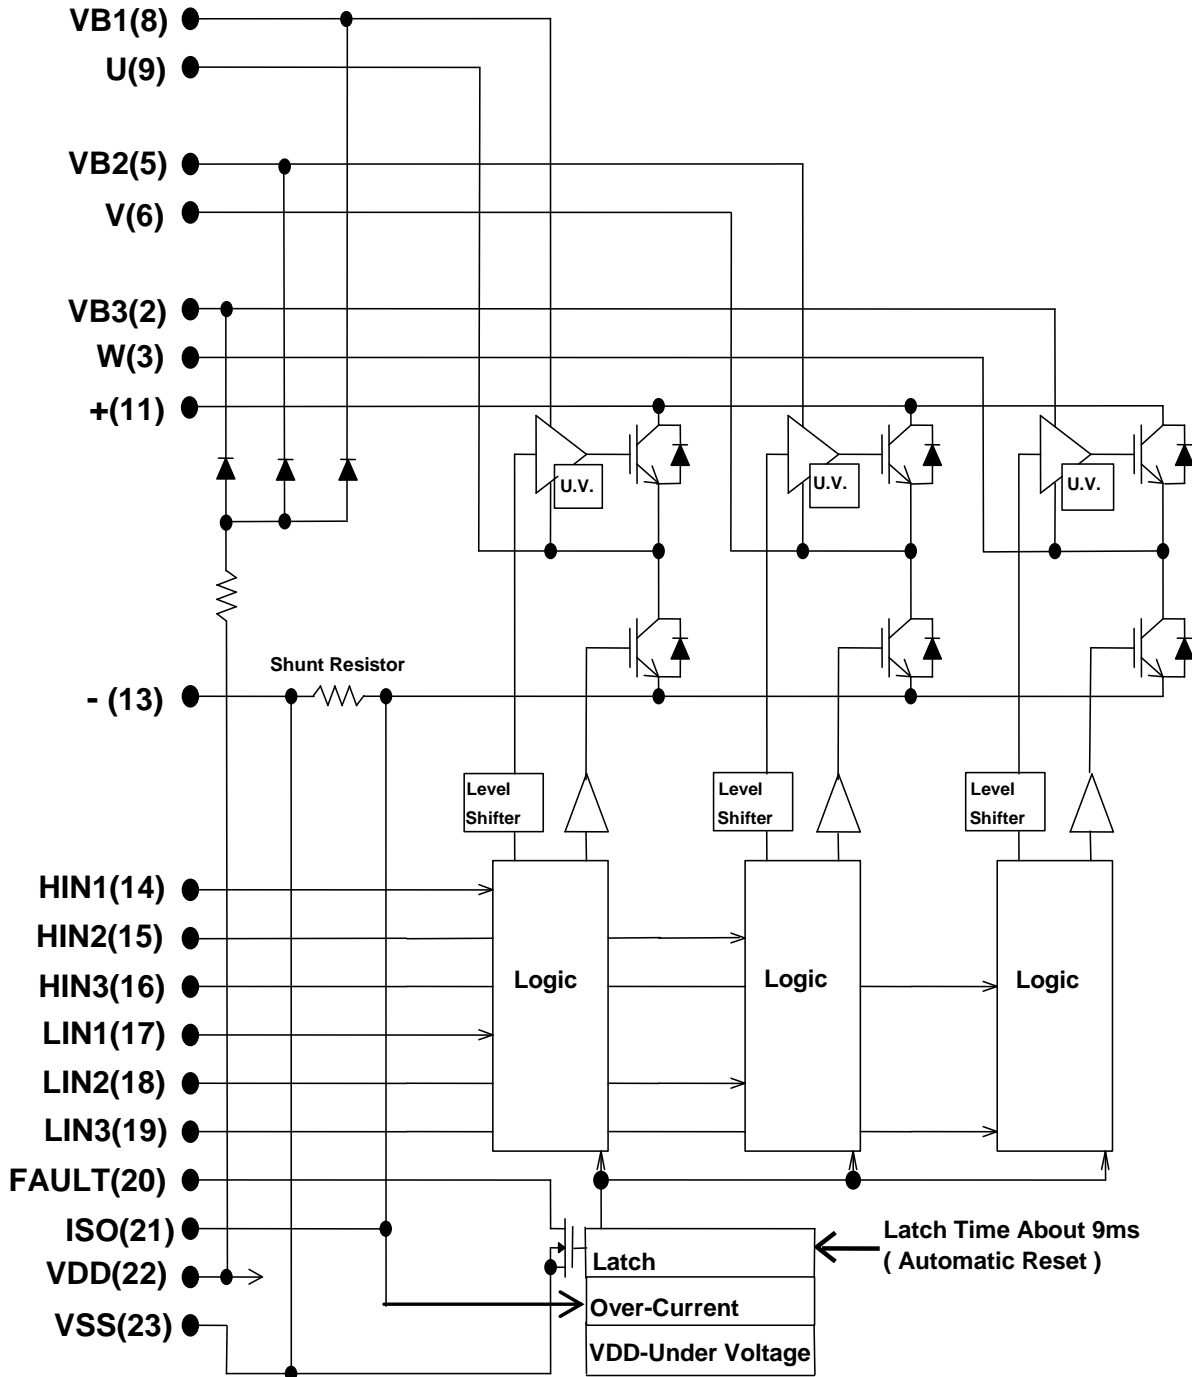 VB1(8)
U(9)
VB2(5)
V(6)
VB3(2)
W(3)
+(11)
U.V.
U.V.
U.V.
Shunt Resistor
- (13)
Level
Shifter
Level
Shifter
Level
Shifter
HIN1(14)
HIN2(15)
HIN3(16)
LIN1(17)
LIN2(18)
LIN3(19)
Logic
Logic
Logic
FAULT(20)
ISO(21)
VDD(22)
VSS(23)
Latch
Over-Current
VDD-Under Voltage
Latch Time About 9ms
( Automatic Reset )